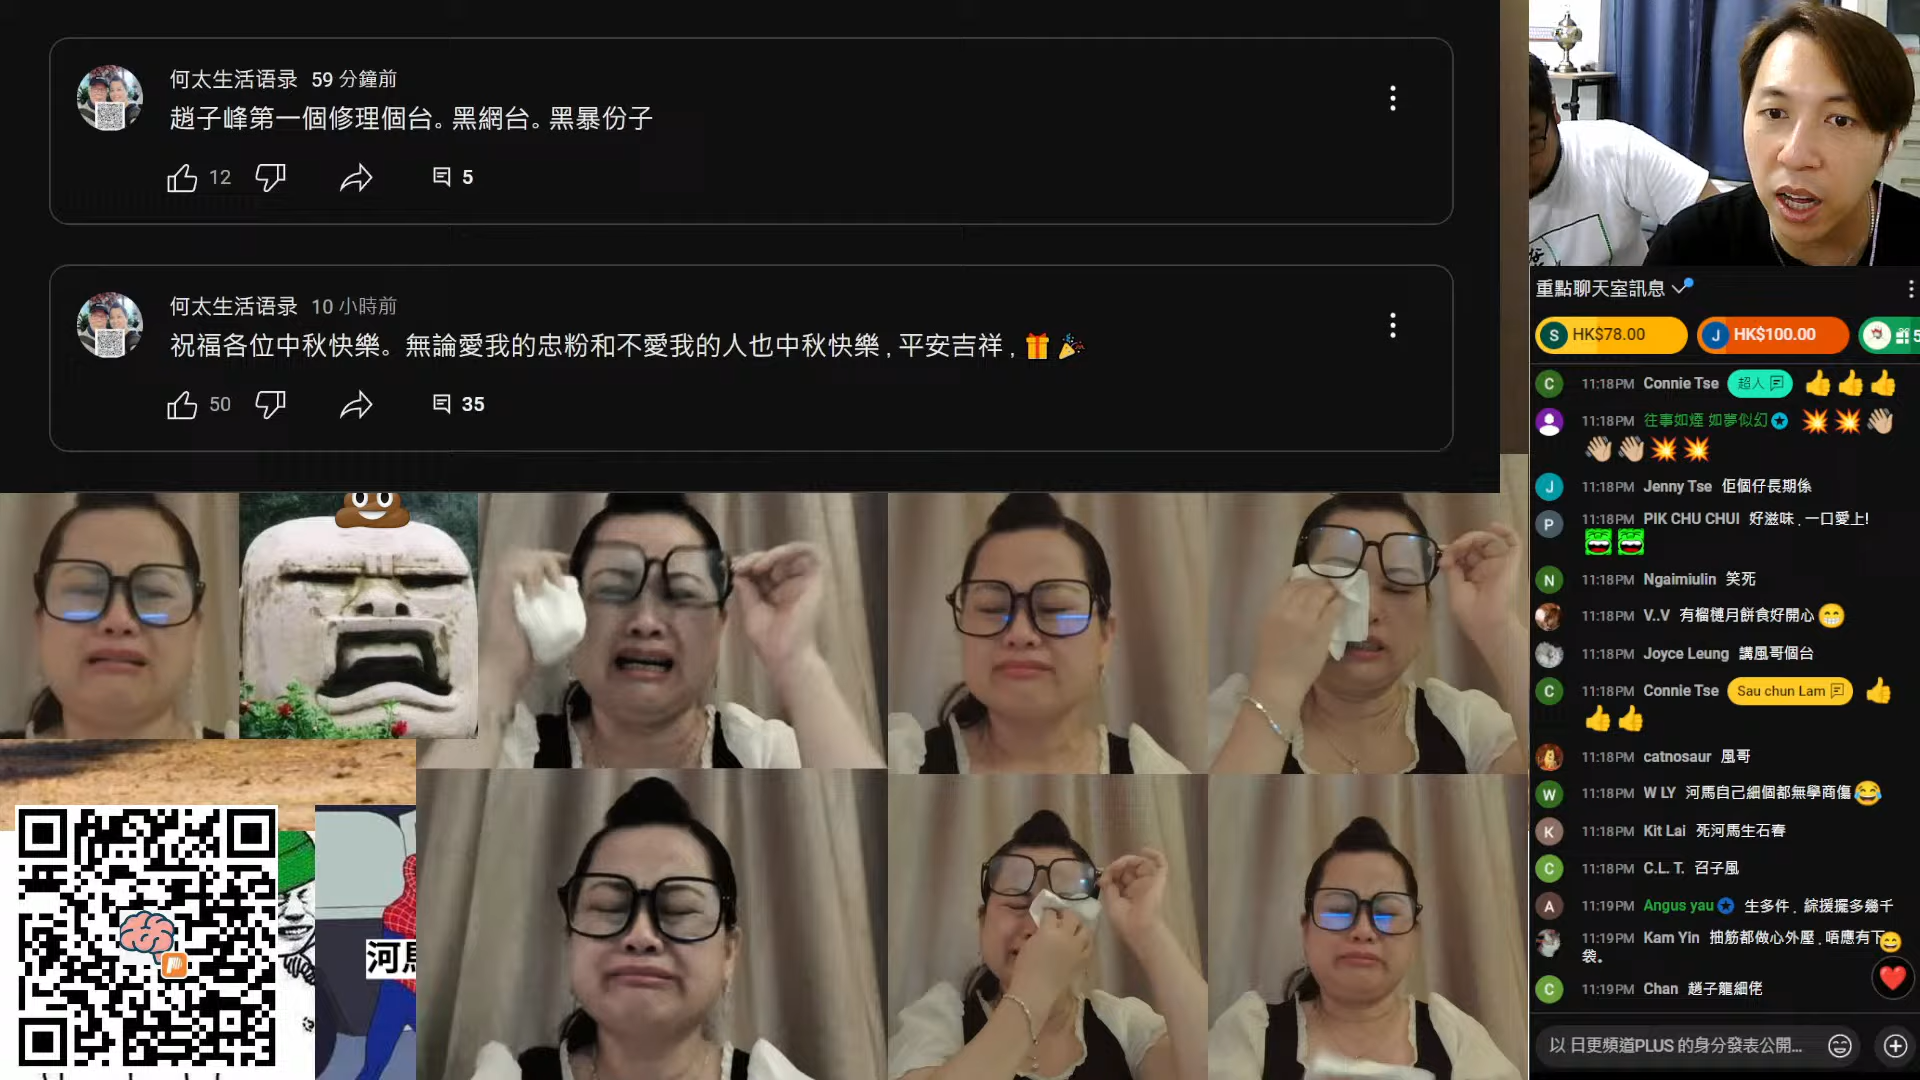 何太生活语录 59 分鐘前
趙子峰第一個修理個台。黑網台。黑暴份子
12
5
何太生活语录 10 小時前
祝福各位中秋快樂。無論愛我的忠粉和不愛我的人也中秋快樂, 平安吉祥, 🎁 🎉
50
35
河馬
重點聊天室訊息
S HK$78.00
J HK$100.00
5
C 11:18PM Connie Tse 超人 👍👍👍
11:18PM 往事如煙 如夢似幻 💥💥👋🏼
👋🏼👋🏼💥💥
J 11:18PM Jenny Tse 佢個仔長期係
P 11:18PM PIK CHU CHUI 好滋味 . 一口愛上!
N 11:18PM Ngaimiulin 笑死
11:18PM V..V 有榴槤月餅食好開心😁
11:18PM Joyce Leung 講風哥個台
C 11:18PM Connie Tse Sau chun Lam 👍
👍👍
11:18PM catnosaur 風哥
W 11:18PM W LY 河馬自己細個都無學商傷😂
K 11:18PM Kit Lai 死河馬生石春
C 11:18PM C.L. T. 召子風
A 11:19PM Angus yau 生多件 . 綜援攞多幾千
11:19PM Kam Yin 抽筋都做心外壓 . 唔應有下
袋。
C 11:19PM Chan 趙子龍細佬
以 日更頻道PLUS 的身分發表公開...